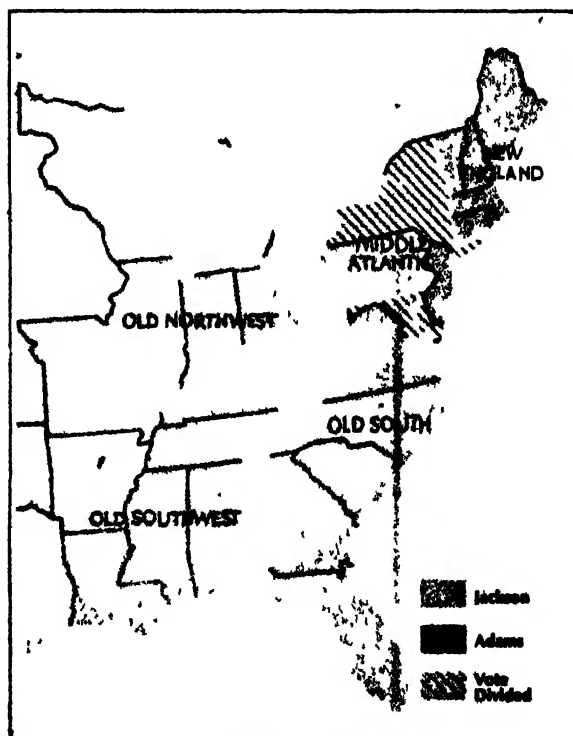 NEW
ENGLAND
MIDDLE
ATLANTIC
OLD NORTHWEST
OLD SOUTH
OLD SOUTHWEST
Jackson
Adams
Vote
Divided